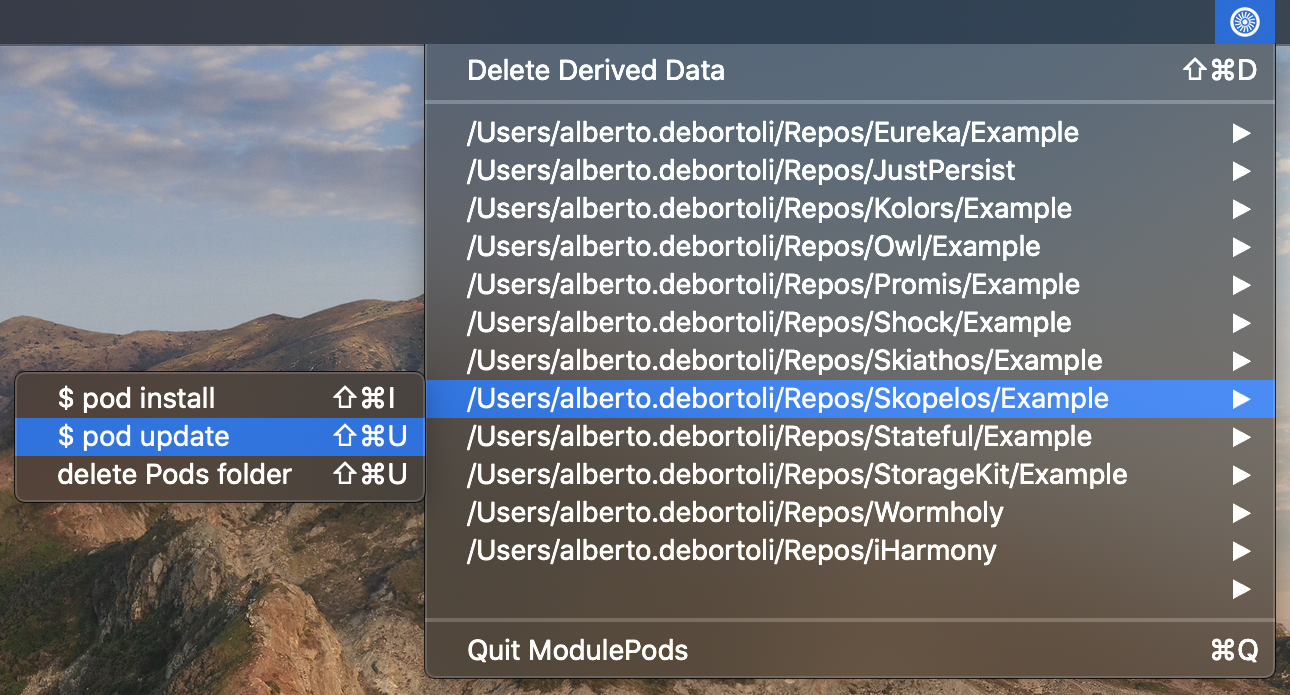 Delete Derived Data ⇧⌘D
/Users/alberto.debortoli/Repos/Eureka/Example ▶
/Users/alberto.debortoli/Repos/JustPersist ▶
/Users/alberto.debortoli/Repos/Kolors/Example ▶
/Users/alberto.debortoli/Repos/Owl/Example ▶
/Users/alberto.debortoli/Repos/Promis/Example ▶
/Users/alberto.debortoli/Repos/Shock/Example ▶
/Users/alberto.debortoli/Repos/Skiathos/Example ▶
/Users/alberto.debortoli/Repos/Skopelos/Example ▶
/Users/alberto.debortoli/Repos/Stateful/Example ▶
/Users/alberto.debortoli/Repos/StorageKit/Example ▶
/Users/alberto.debortoli/Repos/Wormholy ▶
/Users/alberto.debortoli/Repos/iHarmony ▶
▶
Quit ModulePods ⌘Q
$ pod install ⇧⌘I
$ pod update ⇧⌘U
delete Pods folder ⇧⌘U